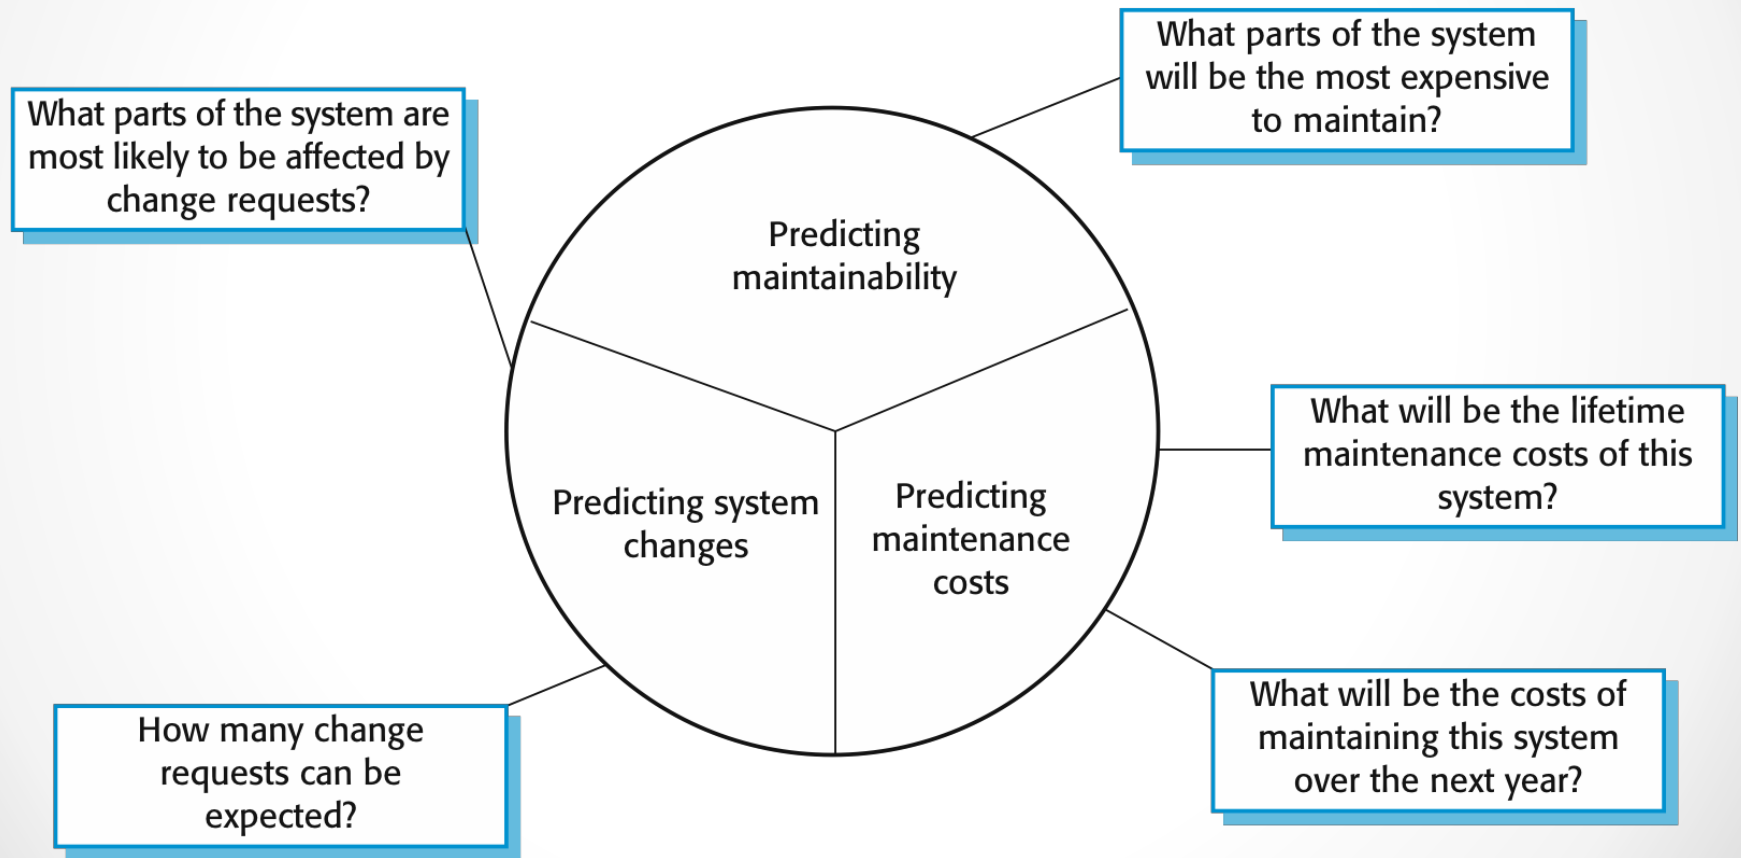 What parts of the system
will be the most expensive
to maintain?
What parts of the system are
most likely to be affected by
change requests?
Predicting
maintainability
What will be the lifetime
maintenance costs of this
system?
Predicting system
changes
Predicting
maintenance
costs
What will be the costs of
maintaining this system
over the next year?
How many change
requests can be
expected?